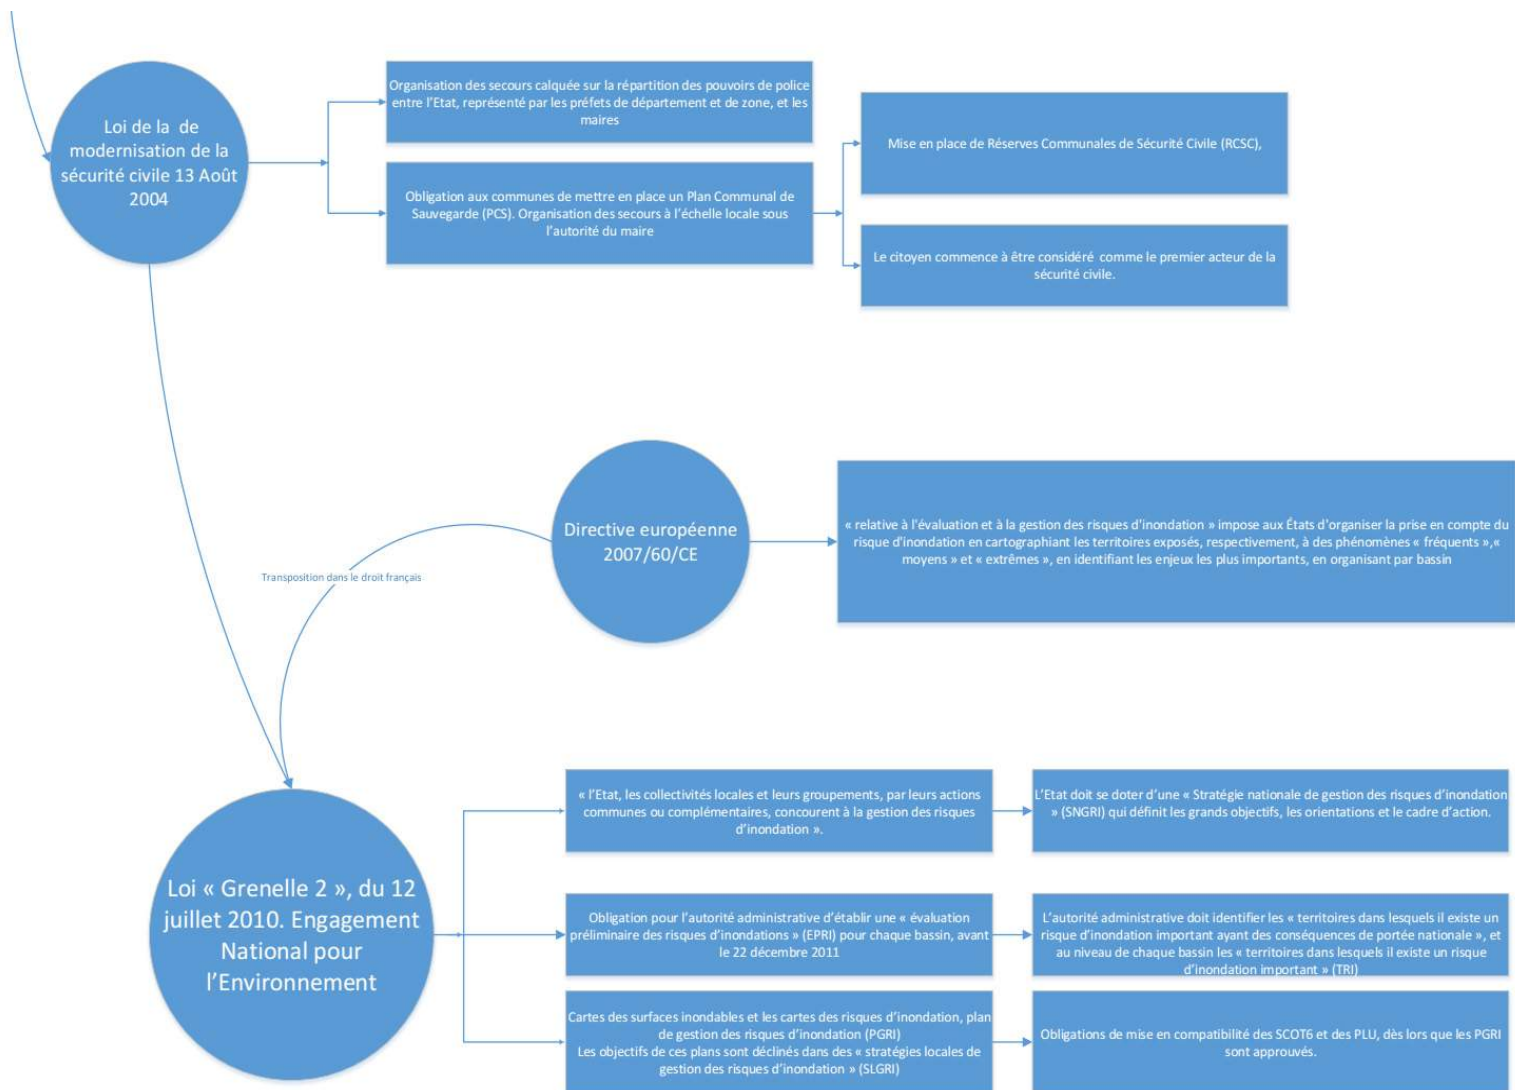 Loi de la  de
modernisation de la
sécurité civile 13 Août
2004
Organisation des secours calquée sur la répartition des pouvoirs de police
entre l'Etat, représenté par les préfets de département et de zone, et les
maires
Obligation aux communes de mettre en place un Plan Communal de
Sauvegarde (PCS). Organisation des secours à l'échelle locale sous
l'autorité du maire
Mise en place de Réserves Communales de Sécurité Civile (RCSC),
Le citoyen commence à être considéré  comme le premier acteur de la
sécurité civile.
Directive européenne
2007/60/CE
« relative à l'évaluation et à la gestion des risques d'inondation » impose aux États d'organiser la prise en compte du
risque d'inondation en cartographiant les territoires exposés, respectivement, à des phénomènes « fréquents »,«
moyens » et « extrêmes », en identifiant les enjeux les plus importants, en organisant par bassin
Transposition dans le droit français
Loi « Grenelle 2 », du 12
juillet 2010. Engagement
National pour
l'Environnement
« l'Etat, les collectivités locales et leurs groupements, par leurs actions
communes ou complémentaires, concourent à la gestion des risques
d'inondation ».
L'Etat doit se doter d'une « Stratégie nationale de gestion des risques d'inondation
» (SNGRI) qui définit les grands objectifs, les orientations et le cadre d'action.
Obligation pour l'autorité administrative d'établir une « évaluation
préliminaire des risques d'inondations » (EPRI) pour chaque bassin, avant
le 22 décembre 2011
L'autorité administrative doit identifier les « territoires dans lesquels il existe un
risque d'inondation important ayant des conséquences de portée nationale », et
au niveau de chaque bassin les « territoires dans lesquels il existe un risque
d'inondation important » (TRI)
Cartes des surfaces inondables et les cartes des risques d'inondation, plan
de gestion des risques d'inondation (PGRI)
Les objectifs de ces plans sont déclinés dans des « stratégies locales de
gestion des risques d'inondation » (SLGRI)
Obligations de mise en compatibilité des SCOT6 et des PLU, dès lors que les PGRI
sont approuvés.